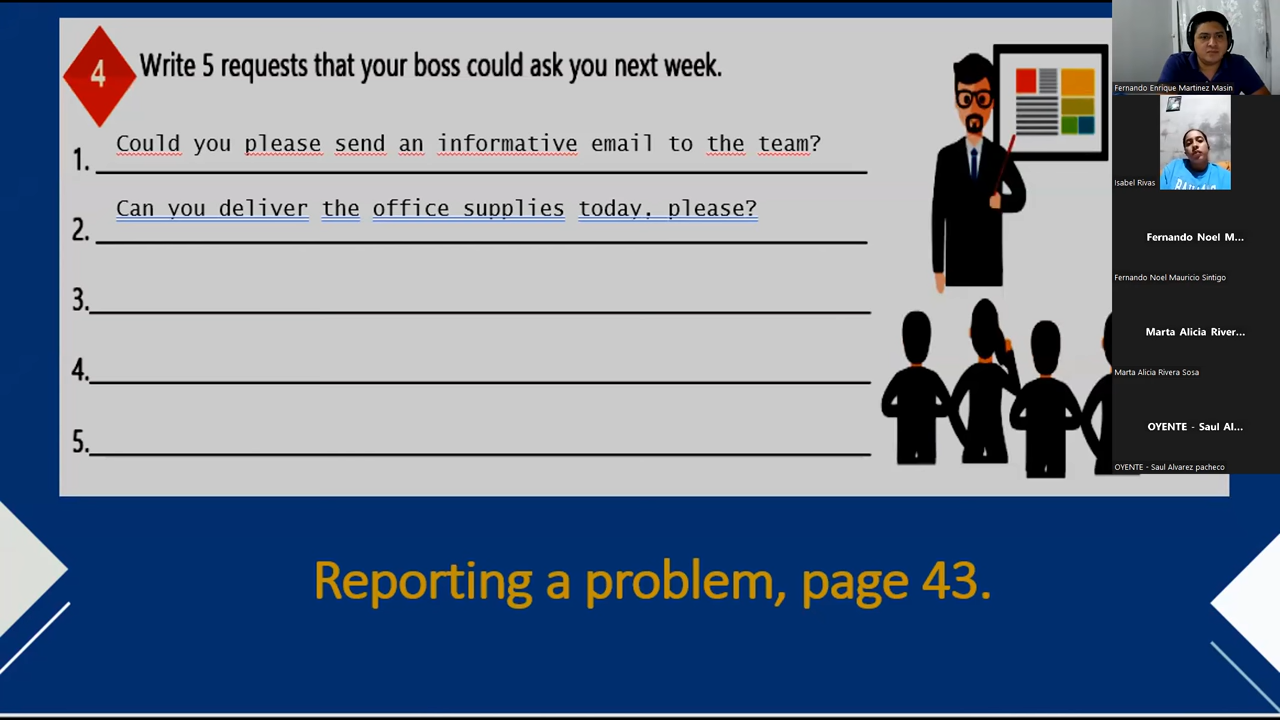 4
Write 5 requests that your boss could ask you next week.
1. Could you please send an informative email to the team?
2. Can you deliver the office supplies today, please?
3.
4.
5.
Reporting a problem, page 43.
Fernando Enrique Martinez Masin
Isabel Rivas
Fernando Noel M...
Fernando Noel Mauricio Sintigo
Marta Alicia River...
Marta Alicia Rivera Sosa
OYENTE - Saul Al...
OYENTE - Saul Alvarez pacheco